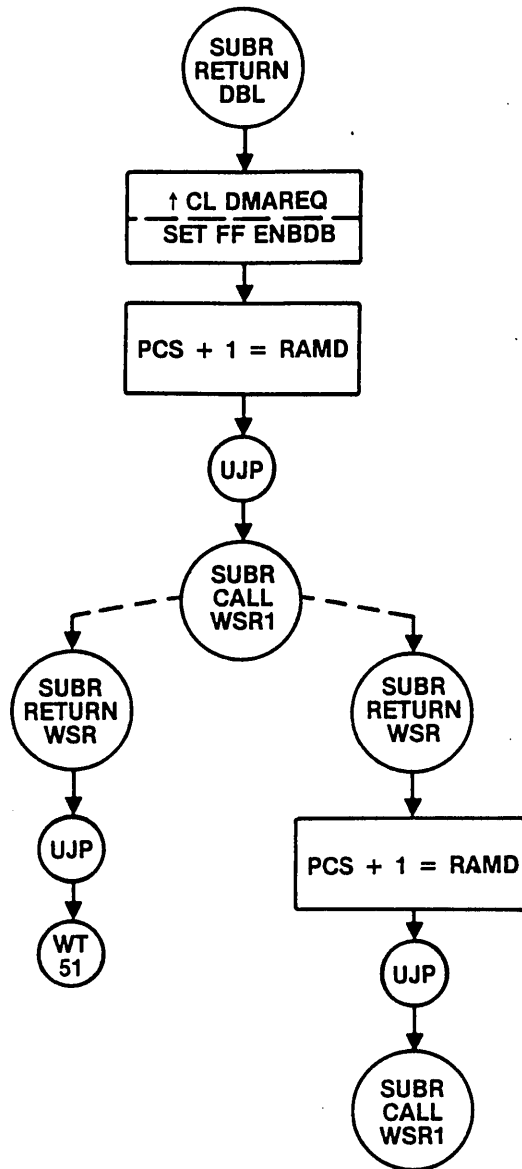 SUBR
RETURN
DBL
↑ CL DMAREQ
SET FF ENBDB
PCS + 1 = RAMD
UJP
SUBR
CALL
WSR1
SUBR
RETURN
WSR
UJP
WT
51
SUBR
RETURN
WSR
PCS + 1 = RAMD
UJP
SUBR
CALL
WSR1